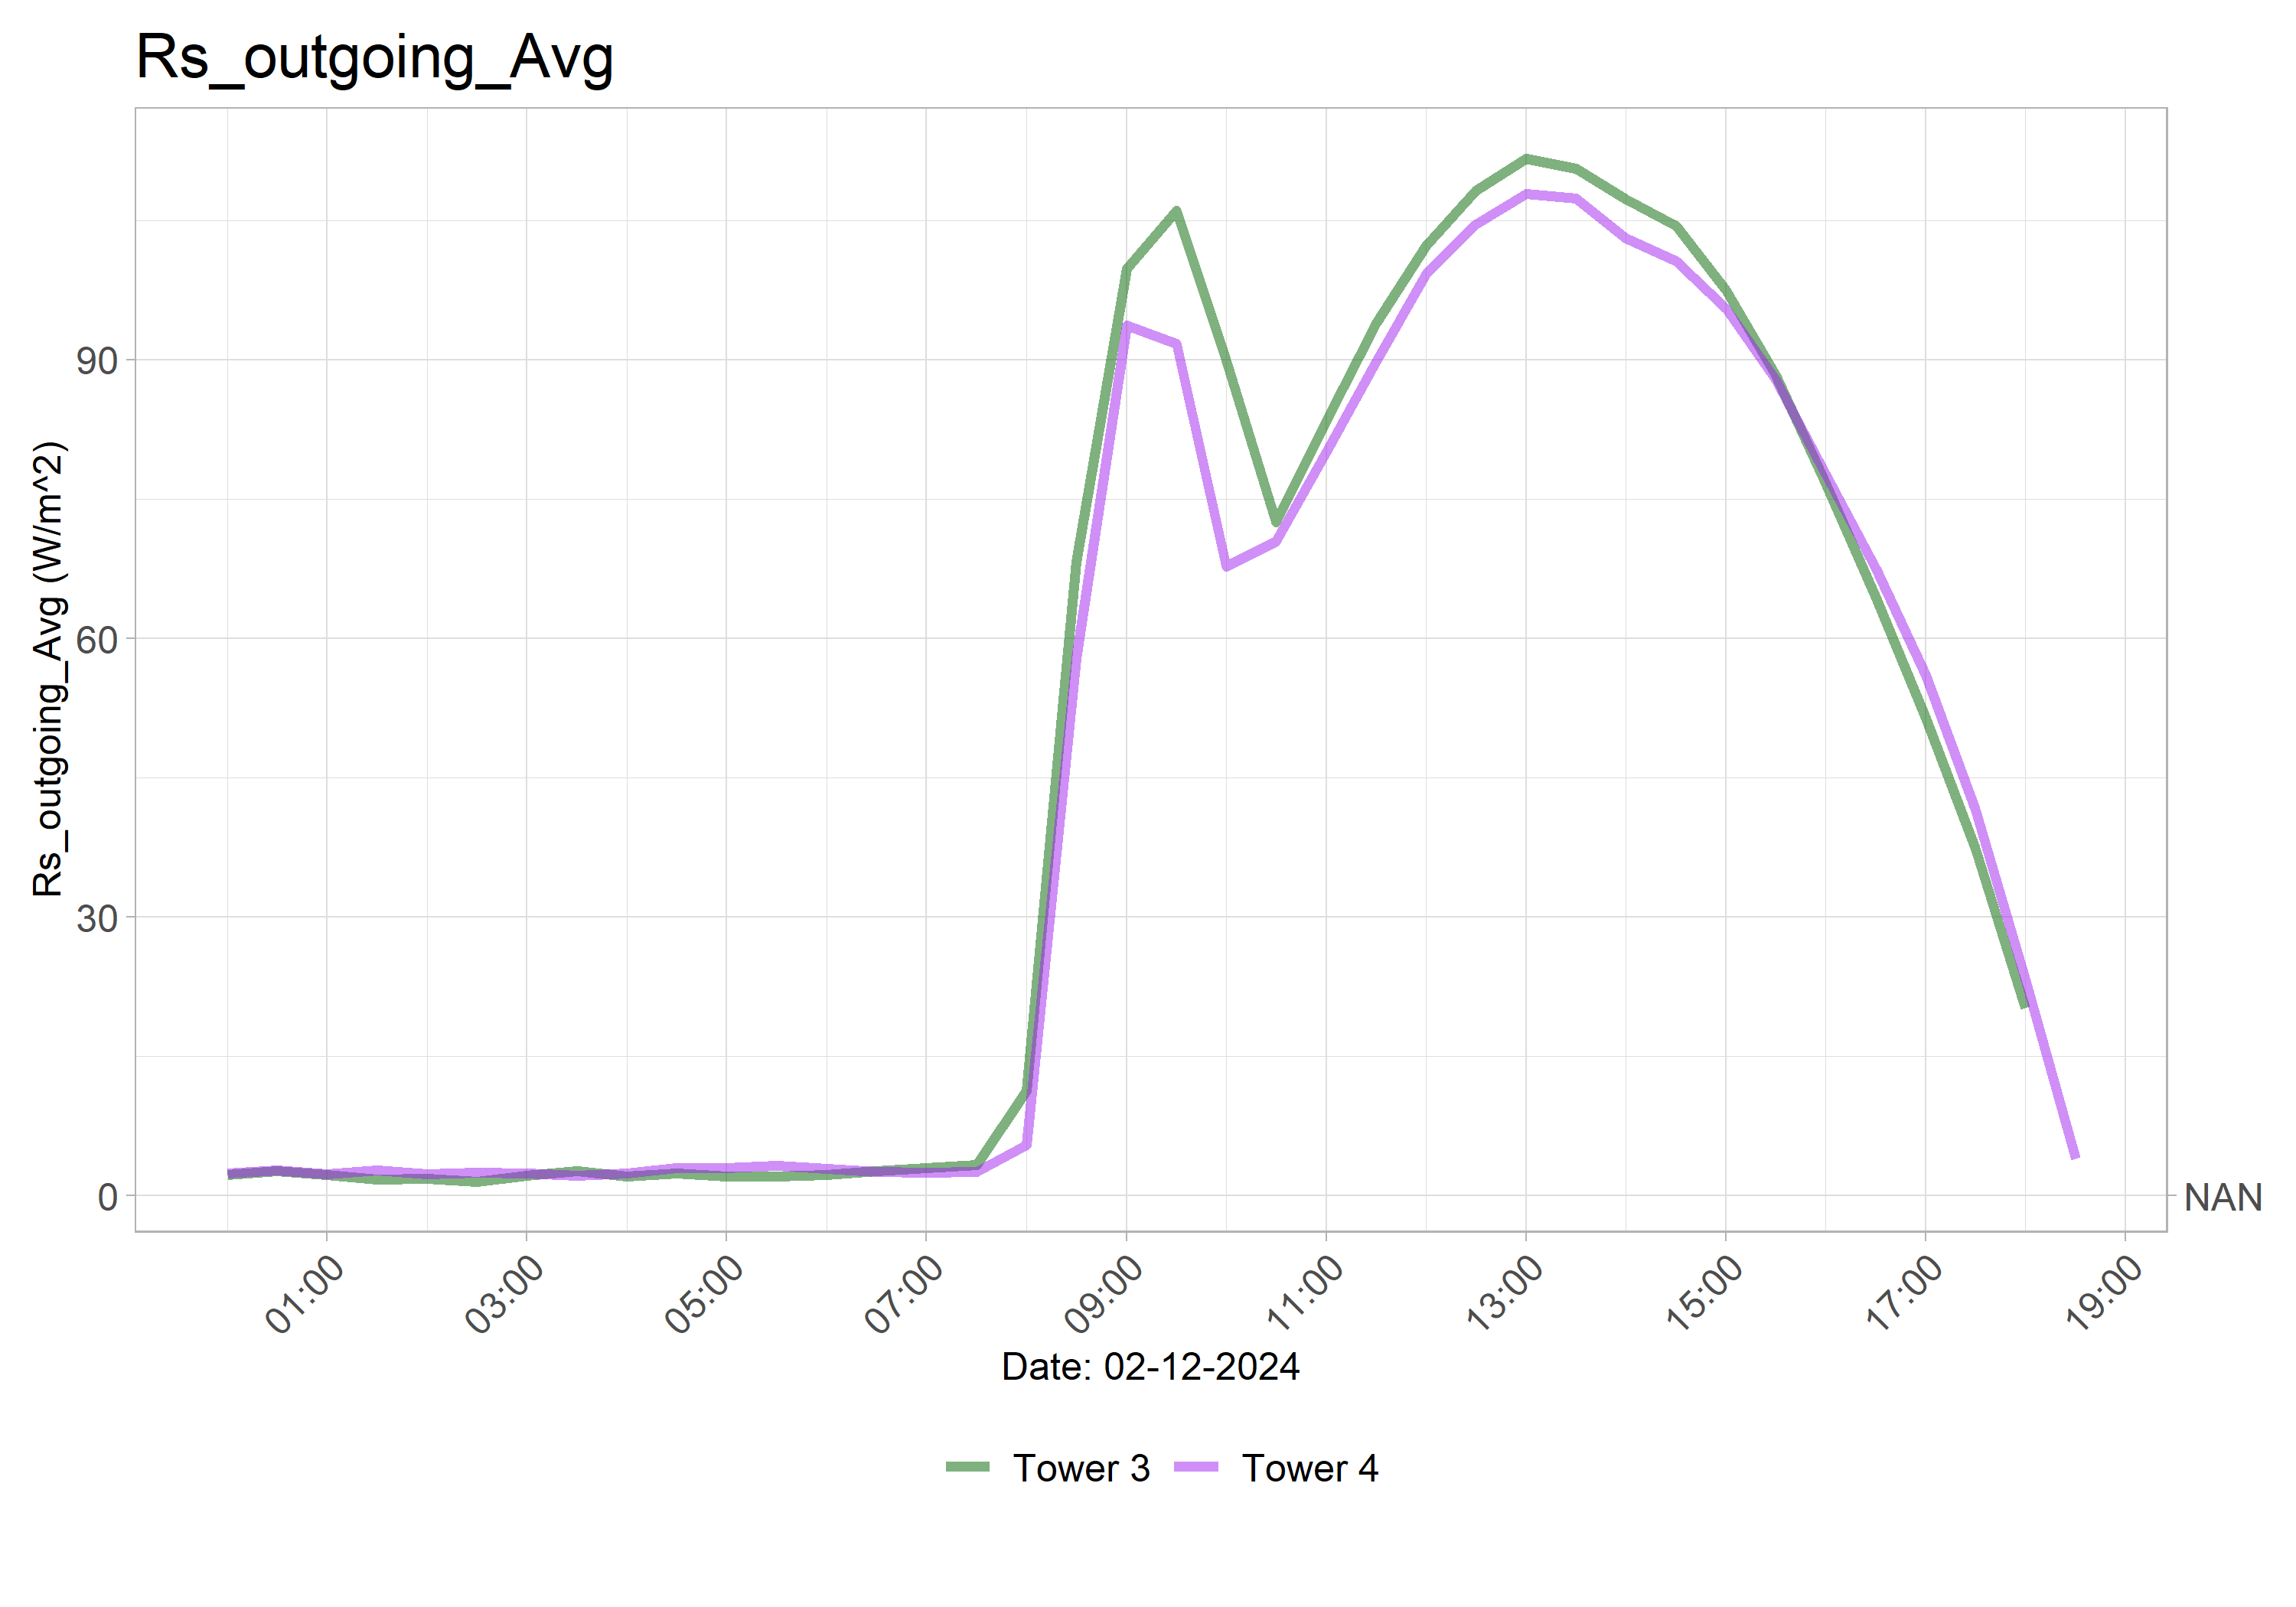 Rs_outgoing_Avg
Rs_outgoing_Avg (W/m^2)
90
60
30
0
NAN
01:00 03:00 05:00 07:00 09:00 11:00 13:00 15:00 17:00 19:00
Date: 02-12-2024
Tower 3 Tower 4